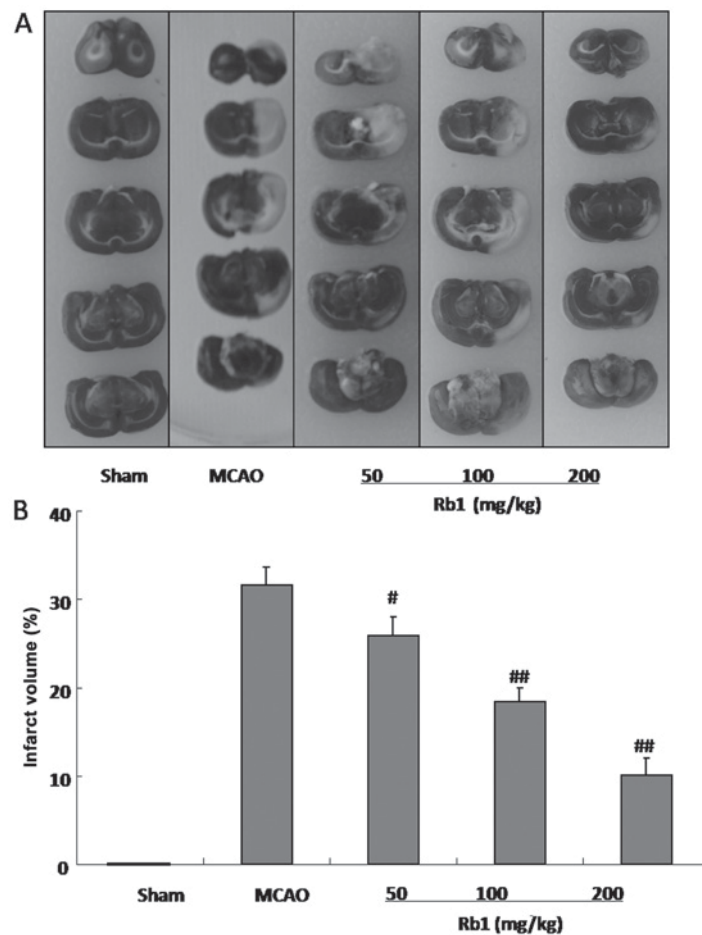 A
Sham MCAO 50 100 200
Rb1 (mg/kg)
B
40
30
20
10
0
Infarct volume (%)
#
##
##
Sham MCAO 50 100 200
Rb1 (mg/kg)